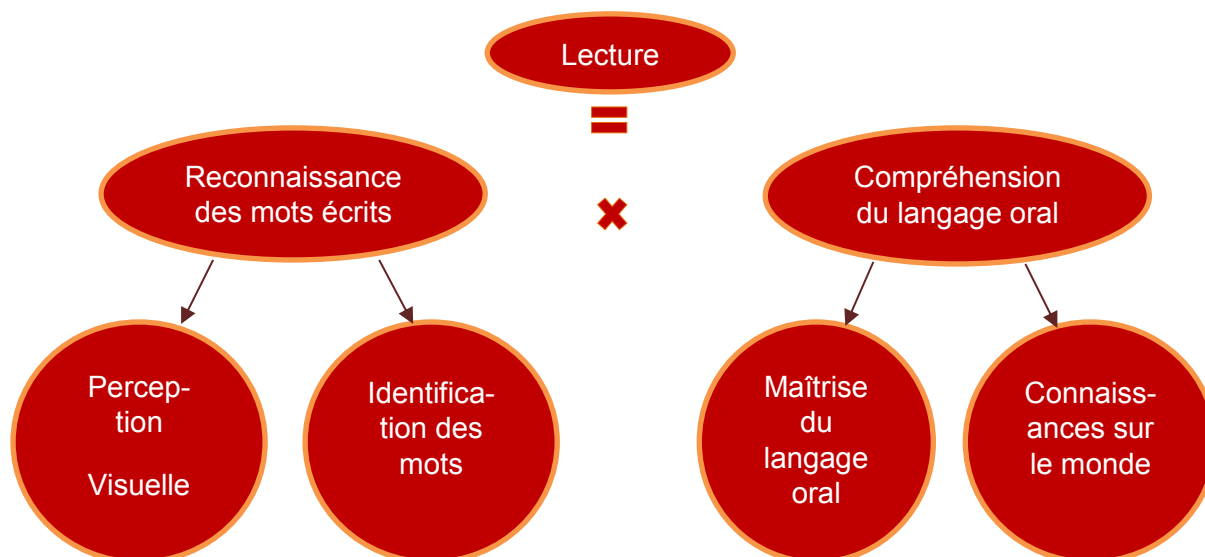 Lecture
=
Reconnaissance
des mots écrits
×
Compréhension
du langage oral
Percep-
tion
Visuelle
Identifica-
tion des
mots
Maîtrise
du
langage
oral
Connaiss-
ances sur
le monde